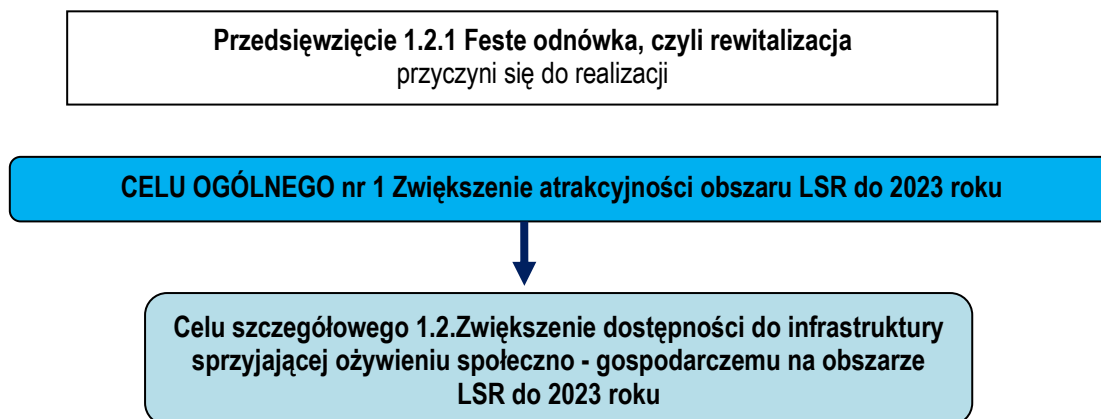 Przedsięwzięcie 1.2.1 Feste odnówka, czyli rewitalizacja
przyczyni się do realizacji
CELU OGÓLNEGO nr 1 Zwiększenie atrakcyjności obszaru LSR do 2023 roku
Celu szczegółowego 1.2.Zwiększenie dostępności do infrastruktury
sprzyjającej ożywieniu społeczno - gospodarczemu na obszarze
LSR do 2023 roku